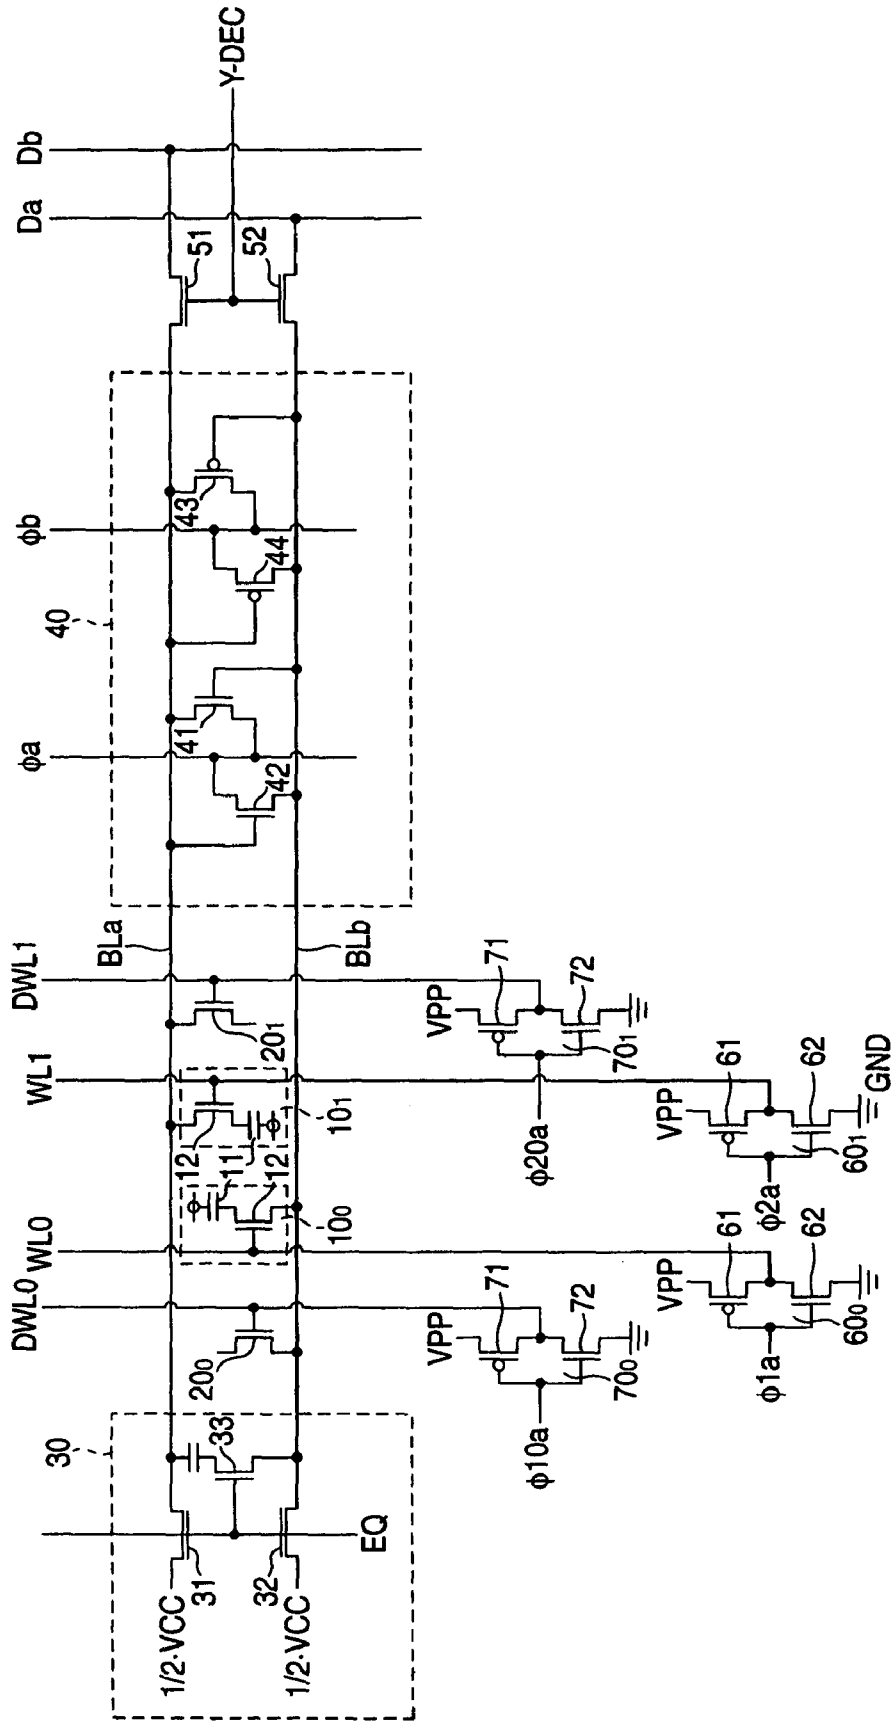 Da
Db
Y-DEC
51
52
40
φa
φb
41
42
43
44
BLa
BLb
DWL0
WL0
WL1
DWL1
20₀
12
11
12
10₀
10₁
20₁
30
33
31
32
1/2·VCC
1/2·VCC
EQ
VPP
71
72
70₀
φ10a
VPP
71
72
70₁
φ20a
VPP
61
62
60₀
φ1a
VPP
61
62
60₁
φ2a
GND